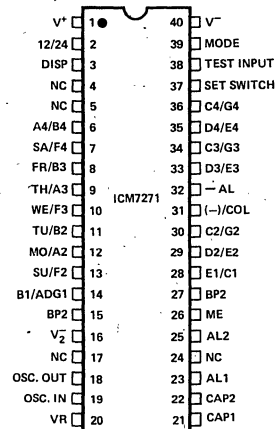 V+ 1 40 V−
12/24 2 39 MODE
DISP 3 38 TEST INPUT
NC 4 37 SET SWITCH
NC 5 36 C4/G4
A4/B4 6 35 D4/E4
SA/F4 7 34 C3/G3
FR/B3 8 33 D3/E3
TH/A3 9 32 — AL
ICM7271
WE/F3 10 31 (−)/COL
TU/B2 11 30 C2/G2
MO/A2 12 29 D2/E2
SU/F2 13 28 E1/C1
B1/ADG1 14 27 BP2
BP2 15 26 ME
V2− 16 25 AL2
NC 17 24 NC
OSC. OUT 18 23 AL1
OSC. IN 19 22 CAP2
VR 20 21 CAP1